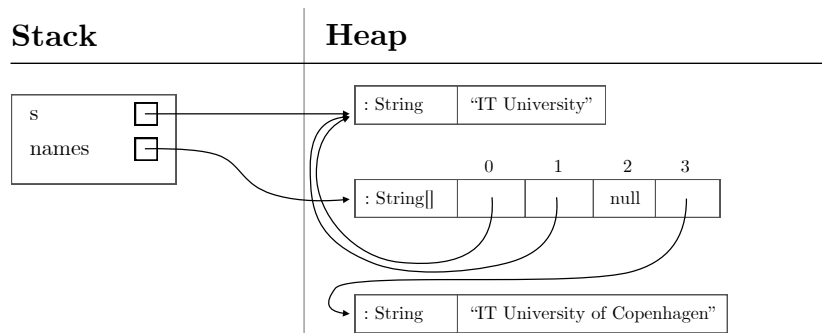 Stack Heap
s
: String “IT University”
names
0 1 2 3
: String[] null
: String “IT University of Copenhagen”